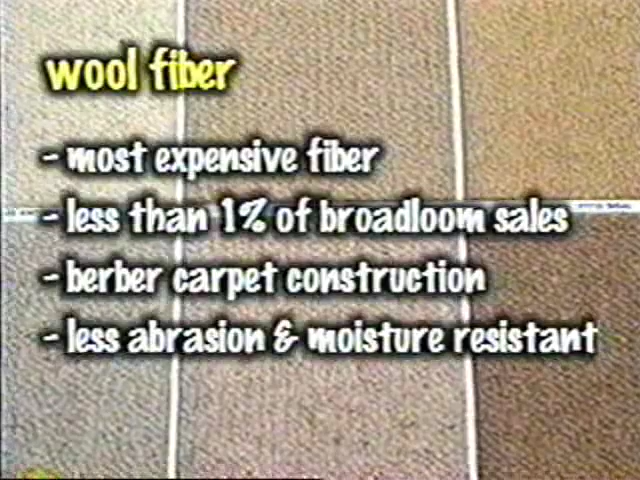 wool fiber
- most expensive fiber
- less than 1% of broadloom sales
- berber carpet construction
- less abrasion & moisture resistant